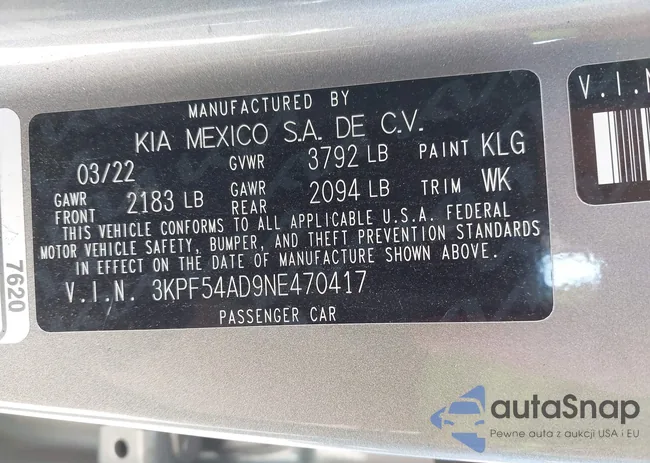 MANUFACTURED BY
KIA MEXICO S.A. DE C.V.
03/22 GVWR 3792 LB PAINT KLG
GAWR FRONT 2183 LB GAWR REAR 2094 LB TRIM WK
THIS VEHICLE CONFORMS TO ALL APPLICABLE U.S.A. FEDERAL
MOTOR VEHICLE SAFETY, BUMPER, AND THEFT PREVENTION STANDARDS
IN EFFECT ON THE DATE OF MANUFACTURE SHOWN ABOVE.
V.I.N. 3KPF54AD9NE470417
PASSENGER CAR
V.I.N
7620
autaSnap
Pewne auta z aukcji USA i EU